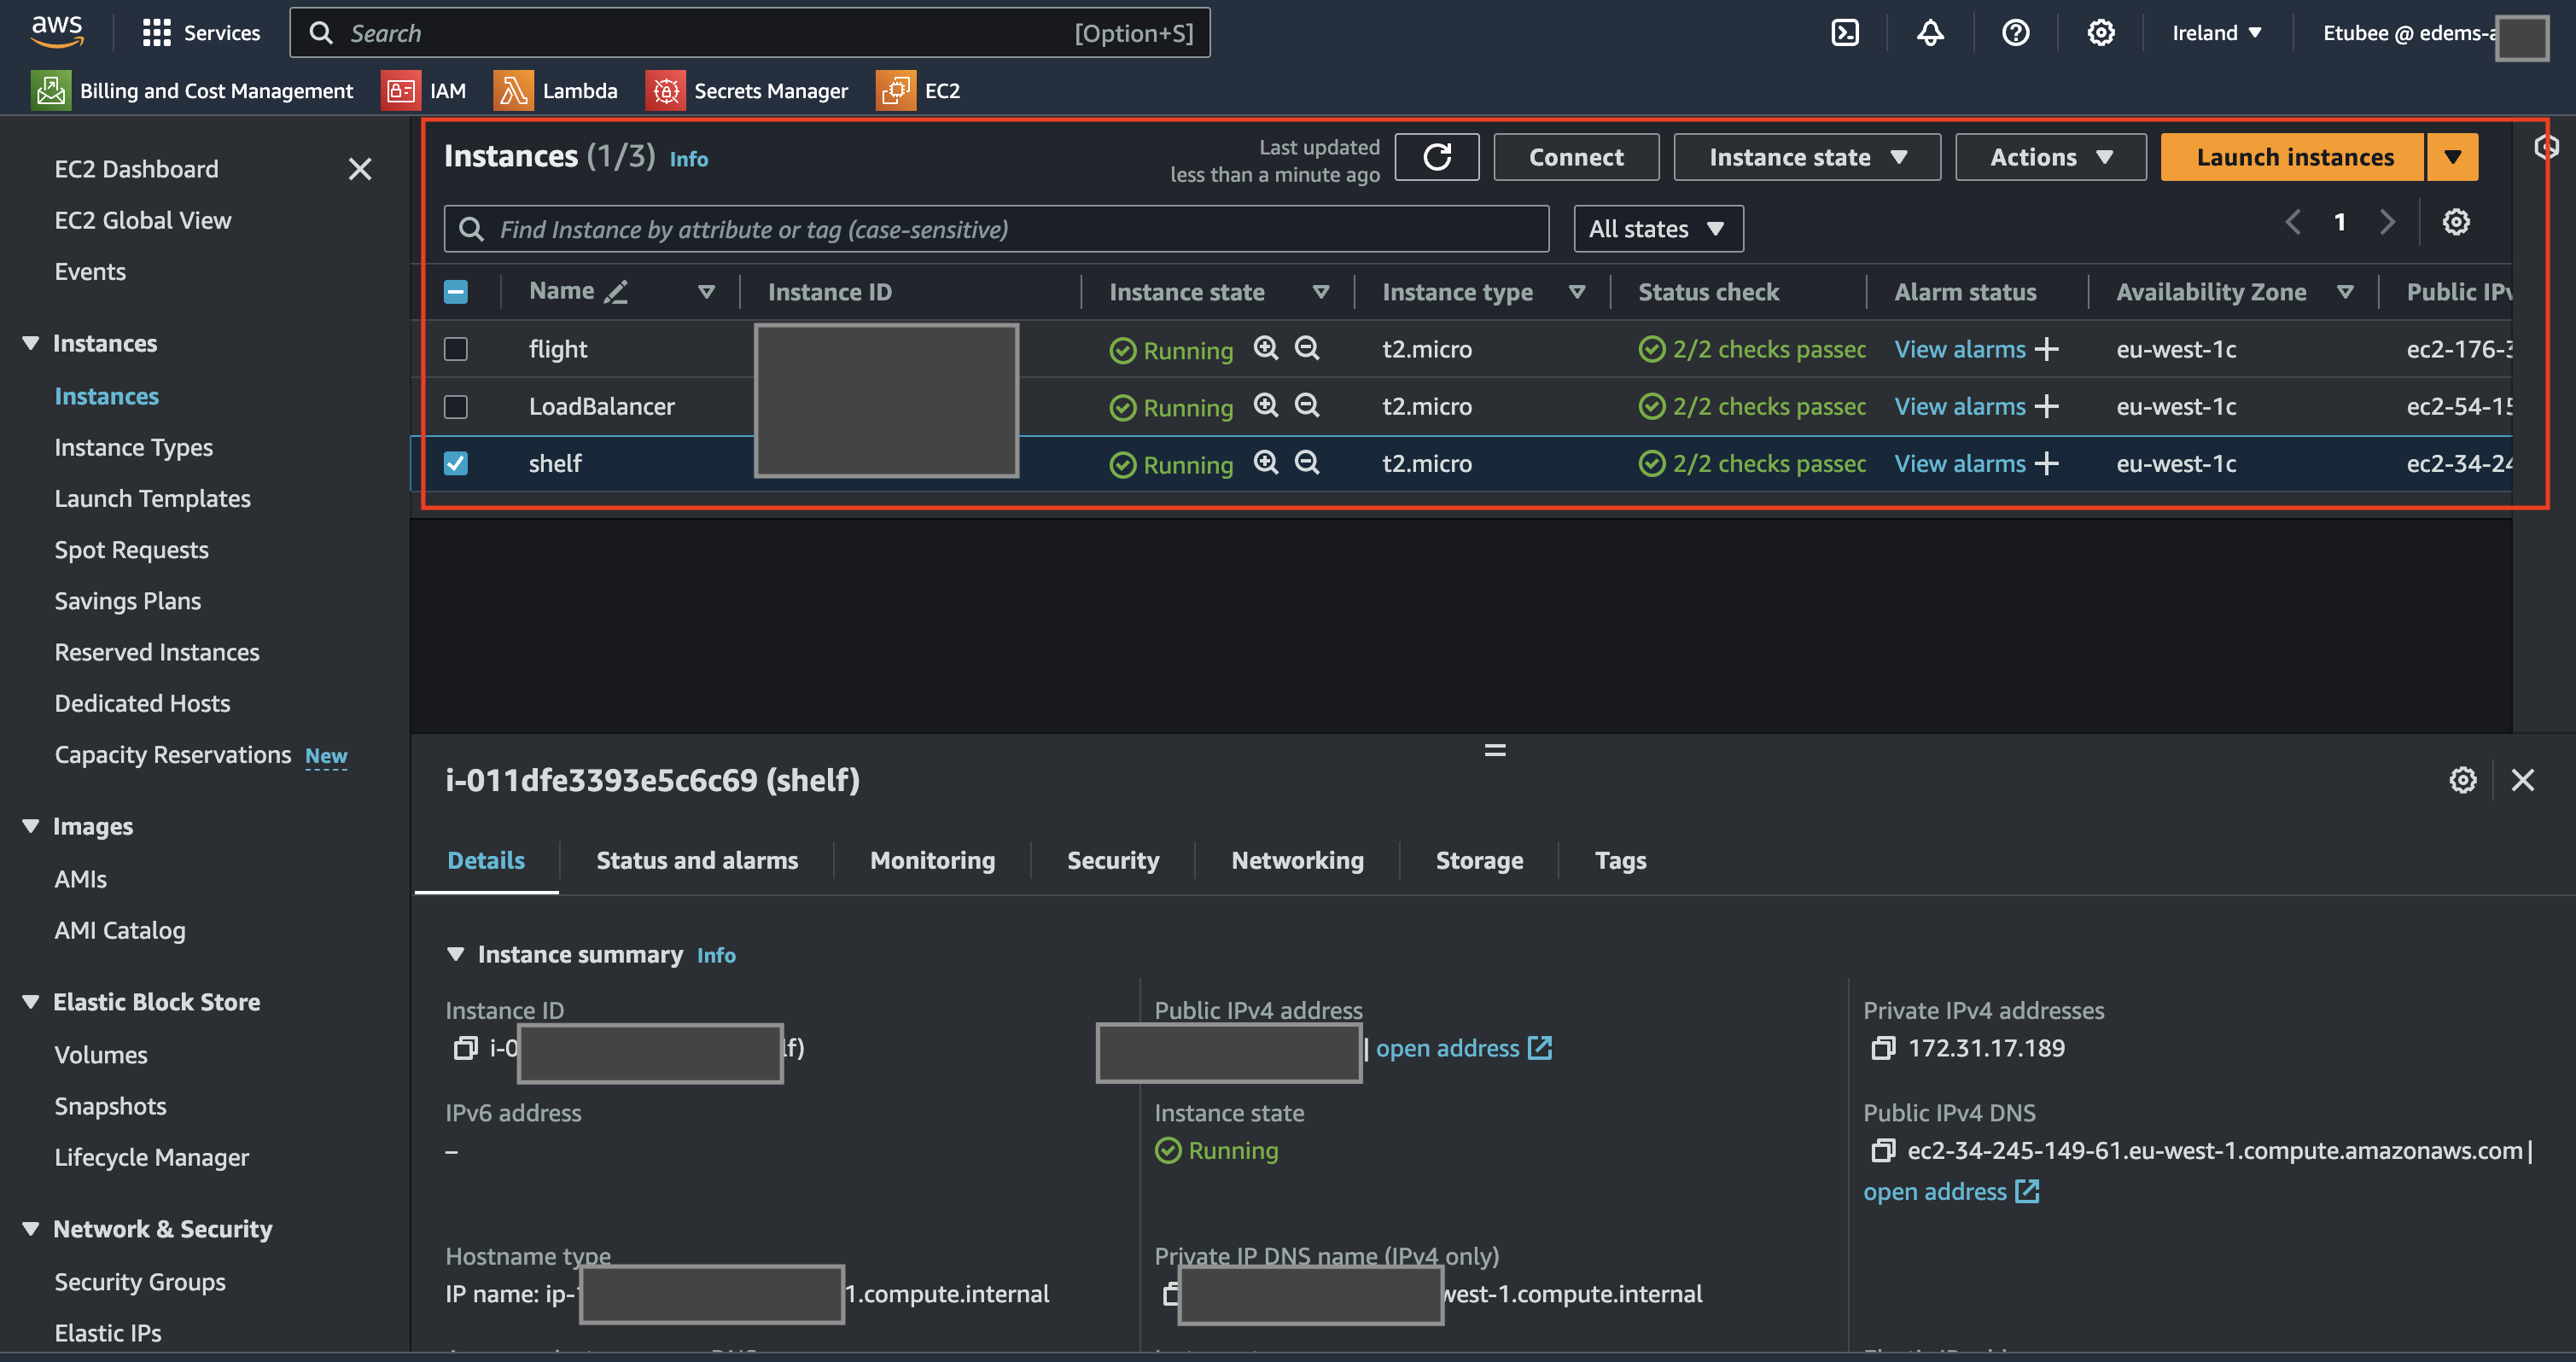 aws
Services
Search
[Option+S]
Ireland
Etubee @ edems-a
Billing and Cost Management
IAM
Lambda
Secrets Manager
EC2
EC2 Dashboard
EC2 Global View
Events
Instances
Instances
Instance Types
Launch Templates
Spot Requests
Savings Plans
Reserved Instances
Dedicated Hosts
Capacity Reservations New
Images
AMIs
AMI Catalog
Elastic Block Store
Volumes
Snapshots
Lifecycle Manager
Network & Security
Security Groups
Elastic IPs
Instances (1/3) Info
Last updated
less than a minute ago
Connect
Instance state
Actions
Launch instances
Find Instance by attribute or tag (case-sensitive)
All states
1
Name Instance ID Instance state Instance type Status check Alarm status Availability Zone Public IPv
flight Running t2.micro 2/2 checks passed View alarms + eu-west-1c ec2-176-3
LoadBalancer Running t2.micro 2/2 checks passed View alarms + eu-west-1c ec2-54-15
shelf Running t2.micro 2/2 checks passed View alarms + eu-west-1c ec2-34-24
i-011dfe3393e5c6c69 (shelf)
Details Status and alarms Monitoring Security Networking Storage Tags
Instance summary Info
Instance ID
i-0 lf)
Public IPv4 address
| open address
Private IPv4 addresses
172.31.17.189
IPv6 address
–
Instance state
Running
Public IPv4 DNS
ec2-34-245-149-61.eu-west-1.compute.amazonaws.com |
open address
Hostname type
IP name: ip- 1.compute.internal
Private IP DNS name (IPv4 only)
west-1.compute.internal